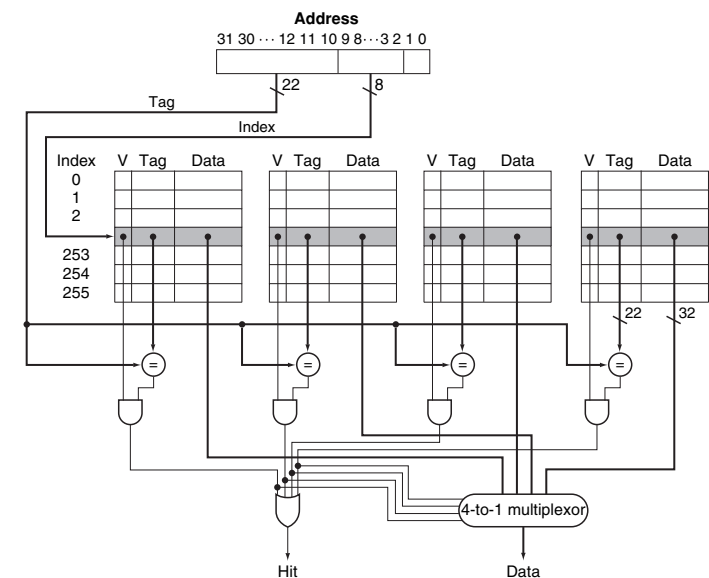 Address
31 30 ··· 12 11 10 9 8···3 2 1 0
22
8
Tag
Index
Index V Tag Data V Tag Data V Tag Data V Tag Data
0
1
2
253
254
255
22 32
= = = =
4-to-1 multiplexor
Hit Data